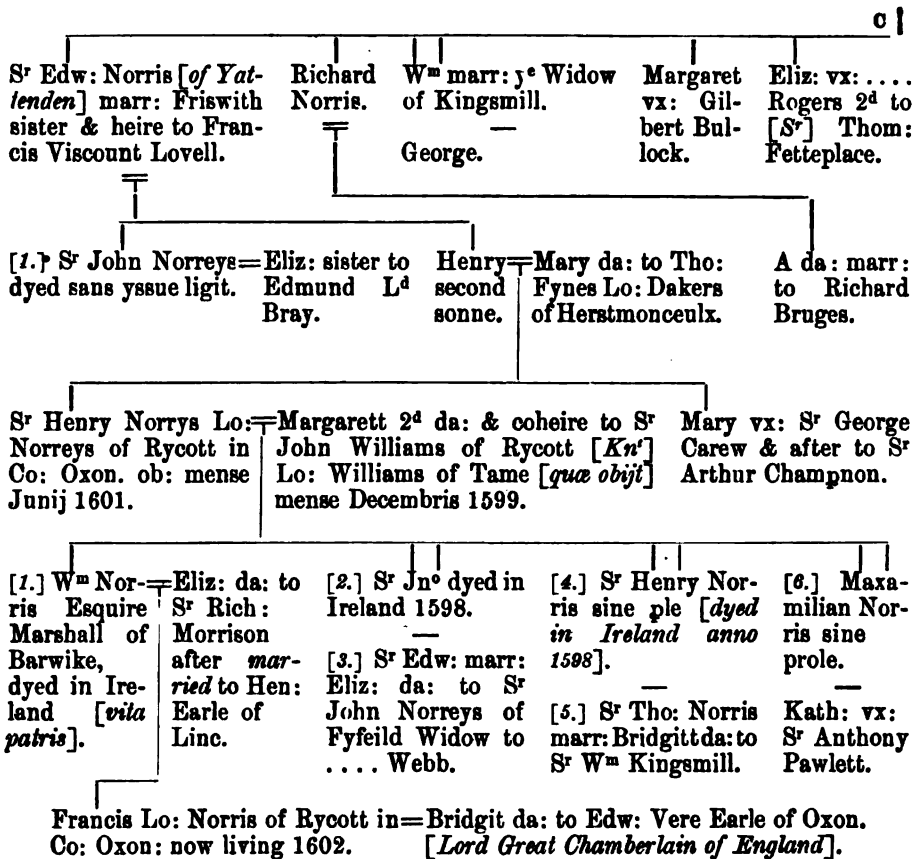 C
Sʳ Edw: Norris [of Yat-
tenden] marr: Friswith
sister & heire to Fran-
cis Viscount Lovell.
Richard
Norris.
Wᵐ marr: yᵉ Widow
of Kingsmill.
—
George.
Margaret
vx: Gil-
bert Bul-
lock.
Eliz: vx: ....
Rogers 2ᵈ to
[Sʳ] Thom:
Fetteplace.
[1.] Sʳ John Norreys=
dyed sans yssue ligit.
Eliz: sister to
Edmund Lᵈ
Bray.
Henry=
second
sonne.
Mary da: to Tho:
Fynes Lo: Dakers
of Herstmonceulx.
A da: marr:
to Richard
Bruges.
Sʳ Henry Norrys Lo:=
Norreys of Rycott in
Co: Oxon. ob: mense
Junij 1601.
Margarett 2ᵈ da: & coheire to Sʳ
John Williams of Rycott [Knᵗ]
Lo: Williams of Tame [quæ obijt]
mense Decembris 1599.
Mary vx: Sʳ George
Carew & after to Sʳ
Arthur Champnon.
[1.] Wᵐ Nor-=
ris Esquire
Marshall of
Barwike,
dyed in Ire-
land [vita
patris].
Eliz: da: to
Sʳ Rich:
Morrison
after mar-
ried to Hen:
Earle of
Linc.
[2.] Sʳ Jnᵒ dyed in
Ireland 1598.
—
[3.] Sʳ Edw: marr:
Eliz: da: to Sʳ
John Norreys of
Fyfeild Widow to
.... Webb.
[4.] Sʳ Henry Nor-
ris sine ple [dyed
in Ireland anno
1598].
—
[5.] Sʳ Tho: Norris
marr: Bridgitt da: to
Sʳ Wᵐ Kingsmill.
[6.] Maxa-
milian Nor-
ris sine
prole.
—
Kath: vx:
Sʳ Anthony
Pawlett.
Francis Lo: Norris of Rycott in=
Co: Oxon: now living 1602.
Bridgit da: to Edw: Vere Earle of Oxon.
[Lord Great Chamberlain of England].